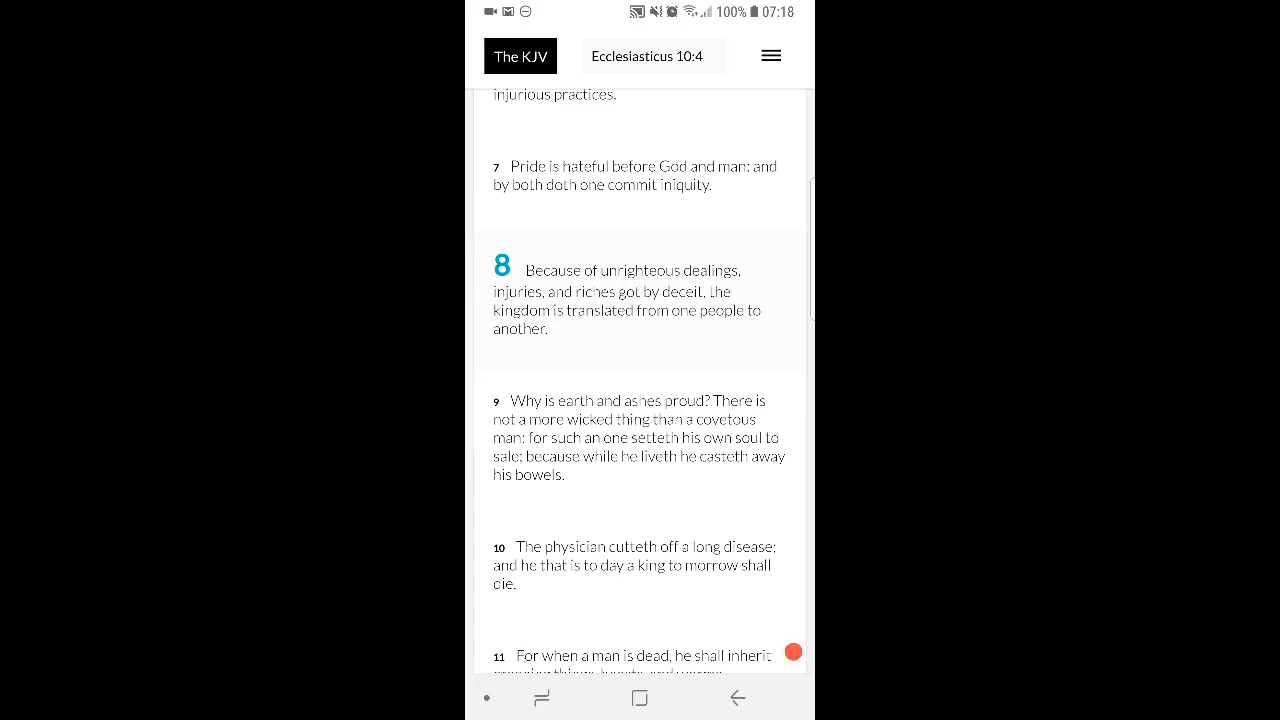 100% 07:18
The KJV
Ecclesiasticus 10:4
injurious practices.
7 Pride is hateful before God and man: and
by both doth one commit iniquity.
8 Because of unrighteous dealings,
injuries, and riches got by deceit, the
kingdom is translated from one people to
another.
9 Why is earth and ashes proud? There is
not a more wicked thing than a covetous
man: for such an one setteth his own soul to
sale; because while he liveth he casteth away
his bowels.
10 The physician cutteth off a long disease;
and he that is to day a king to morrow shall
die.
11 For when a man is dead, he shall inherit